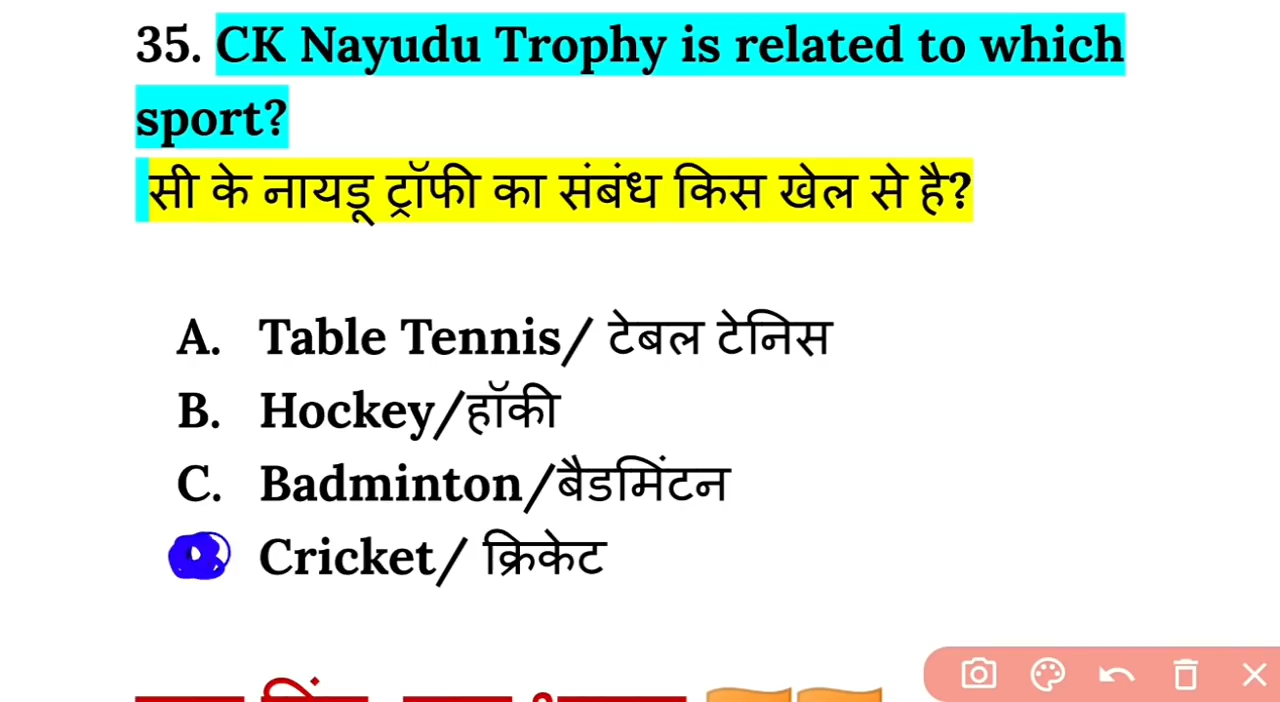 35. CK Nayudu Trophy is related to which
sport?
सी के नायडू ट्रॉफी का संबंध किस खेल से है?
A. Table Tennis/ टेबल टेनिस
B. Hockey/हॉकी
C. Badminton/बैडमिंटन
Cricket/ क्रिकेट